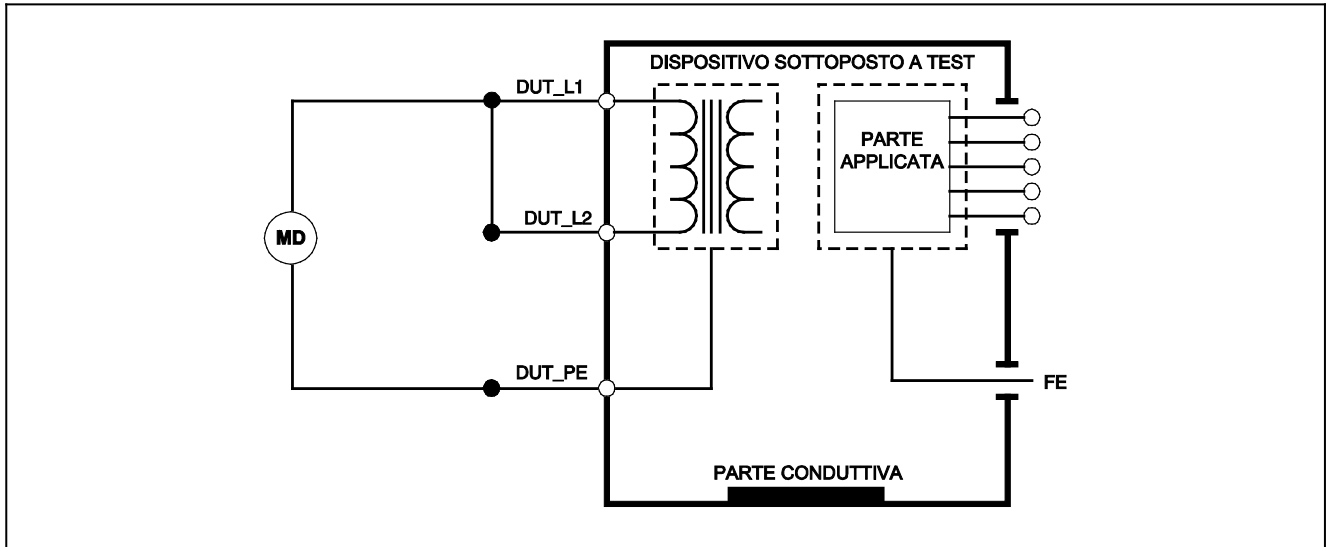 DISPOSITIVO SOTTOPOSTO A TEST
DUT_L1
PARTE
APPLICATA
DUT_L2
MD
DUT_PE
FE
PARTE CONDUTTIVA